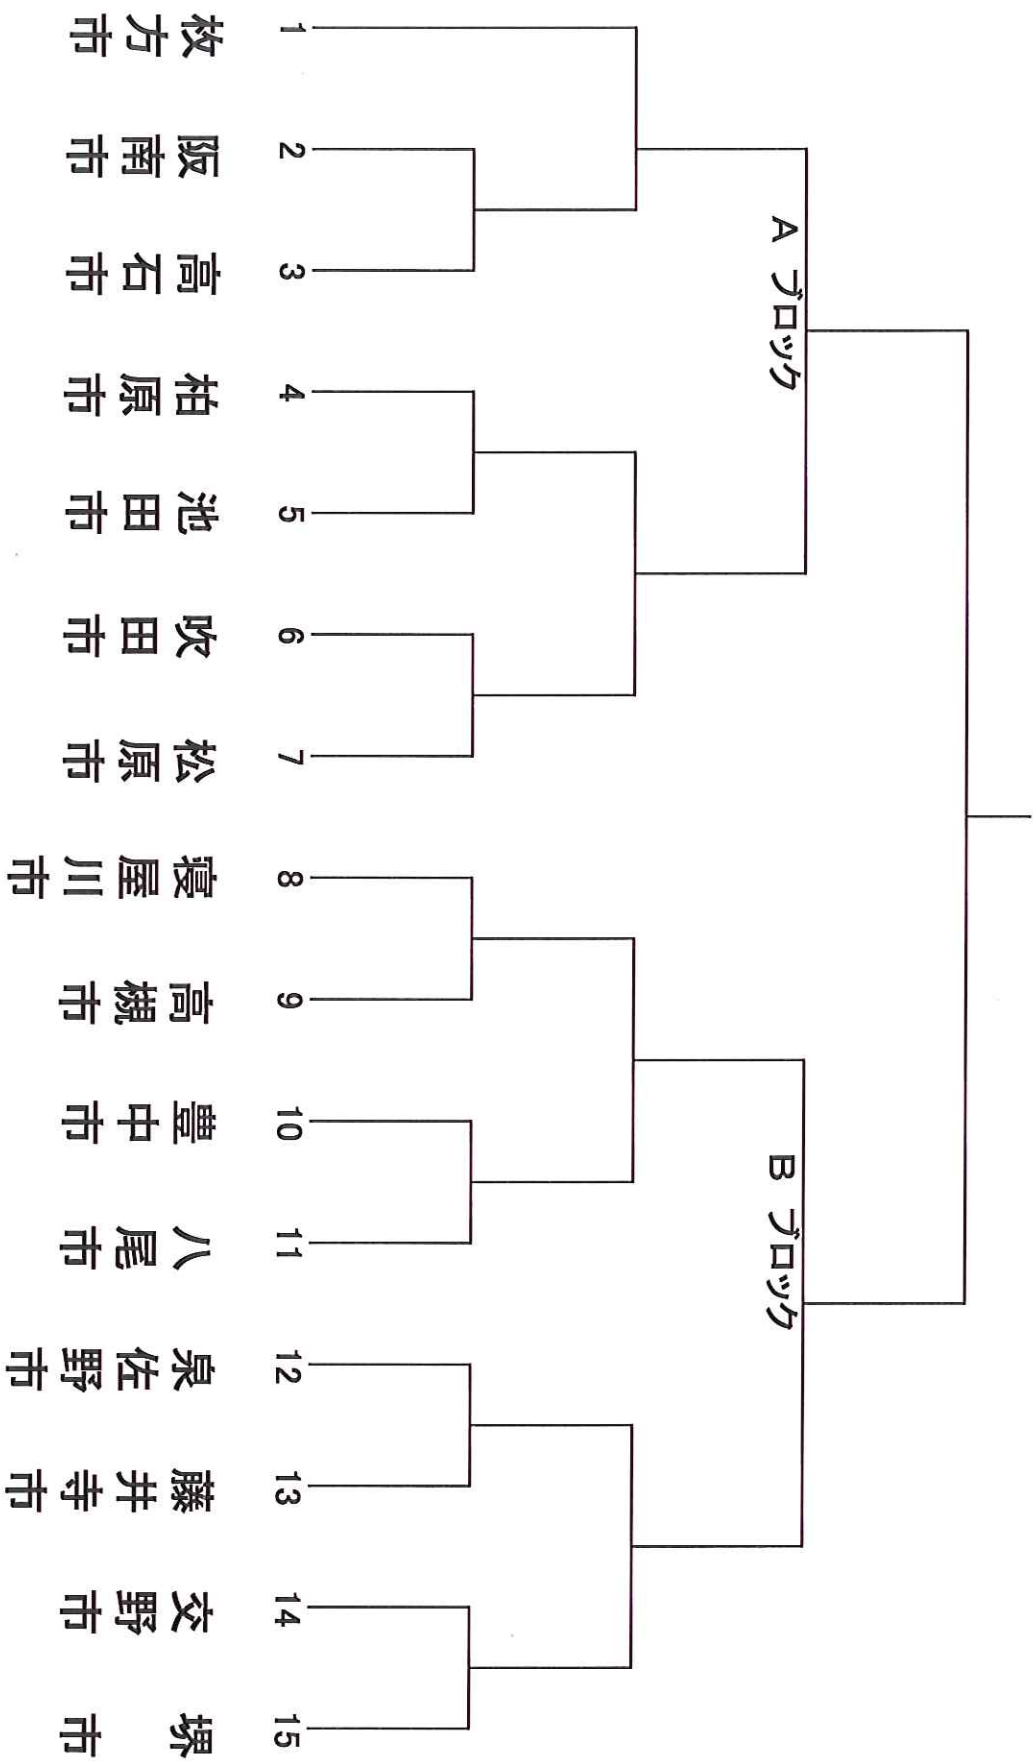 A ブロック
B ブロック
1
2
3
4
5
6
7
8
9
10
11
12
13
14
15
枚方市
阪南市
高石市
柏原市
池田市
吹田市
松原市
寝屋川市
高槻市
豊中市
八尾市
泉佐野市
藤井寺市
交野市
堺市